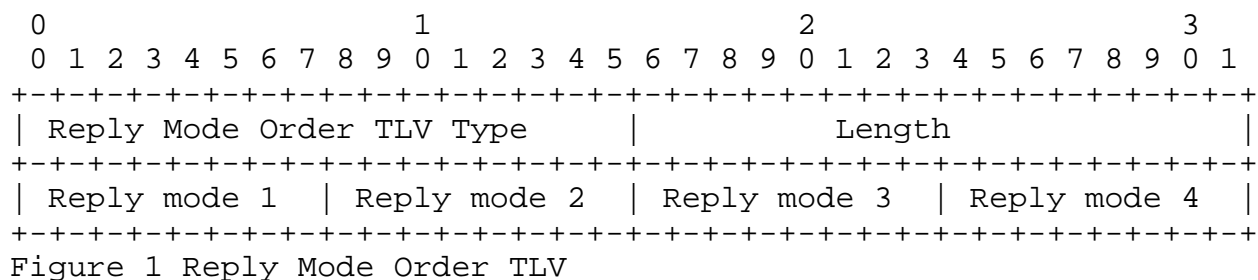 0                   1                   2                   3
 0 1 2 3 4 5 6 7 8 9 0 1 2 3 4 5 6 7 8 9 0 1 2 3 4 5 6 7 8 9 0 1
+-+-+-+-+-+-+-+-+-+-+-+-+-+-+-+-+-+-+-+-+-+-+-+-+-+-+-+-+-+-+-+-+
| Reply Mode Order TLV Type     |          Length               |
+-+-+-+-+-+-+-+-+-+-+-+-+-+-+-+-+-+-+-+-+-+-+-+-+-+-+-+-+-+-+-+-+
| Reply mode 1  | Reply mode 2  | Reply mode 3  | Reply mode 4  |
+-+-+-+-+-+-+-+-+-+-+-+-+-+-+-+-+-+-+-+-+-+-+-+-+-+-+-+-+-+-+-+-+
Figure 1 Reply Mode Order TLV